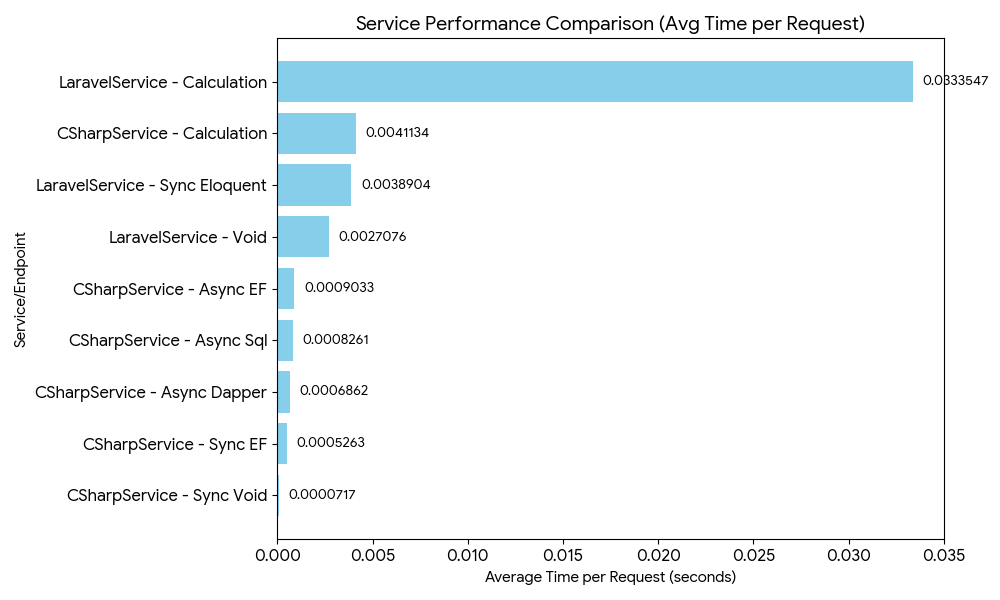 Service Performance Comparison (Avg Time per Request)
Service/Endpoint
LaravelService - Calculation 0.0333547
CSharpService - Calculation 0.0041134
LaravelService - Sync Eloquent 0.0038904
LaravelService - Void 0.0027076
CSharpService - Async EF 0.0009033
CSharpService - Async Sql 0.0008261
CSharpService - Async Dapper 0.0006862
CSharpService - Sync EF 0.0005263
CSharpService - Sync Void 0.0000717
0.000 0.005 0.010 0.015 0.020 0.025 0.030 0.035
Average Time per Request (seconds)